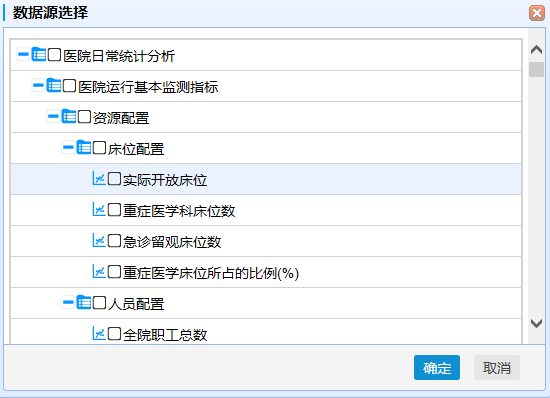 数据源选择
医院日常统计分析
医院运行基本监测指标
资源配置
床位配置
实际开放床位
重症医学科床位数
急诊留观床位数
重症医学床位所占的比例(%)
人员配置
全院职工总数
确定 取消